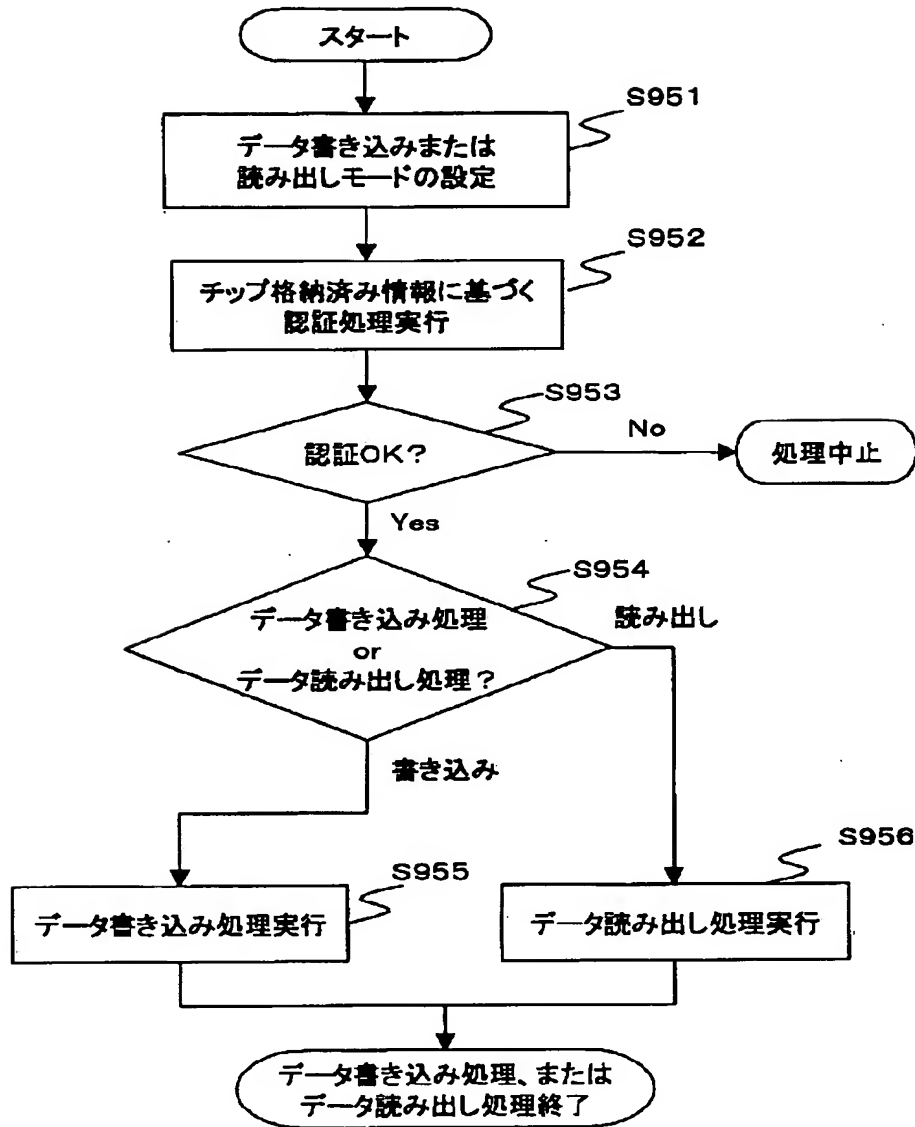 スタート
S951
データ書き込みまたは
読み出しモードの設定
S952
チップ格納済み情報に基づく
認証処理実行
S953
認証OK?
No
処理中止
Yes
S954
データ書き込み処理
or
データ読み出し処理?
読み出し
書き込み
S955
データ書き込み処理実行
S956
データ読み出し処理実行
データ書き込み処理、または
データ読み出し処理終了